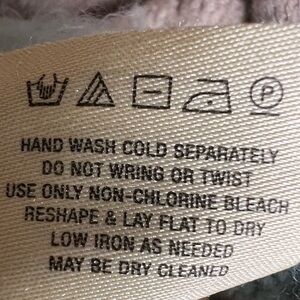 P
HAND WASH COLD SEPARATELY
DO NOT WRING OR TWIST
USE ONLY NON-CHLORINE BLEACH
RESHAPE & LAY FLAT TO DRY
LOW IRON AS NEEDED
MAY BE DRY CLEANED